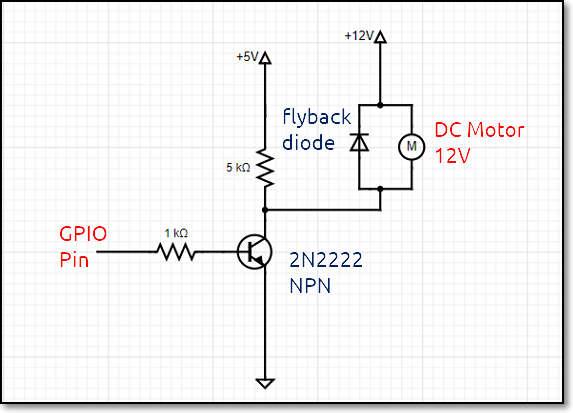 +12V
+5V
flyback
diode
M
DC Motor
12V
5 kΩ
GPIO
Pin
1 kΩ
2N2222
NPN